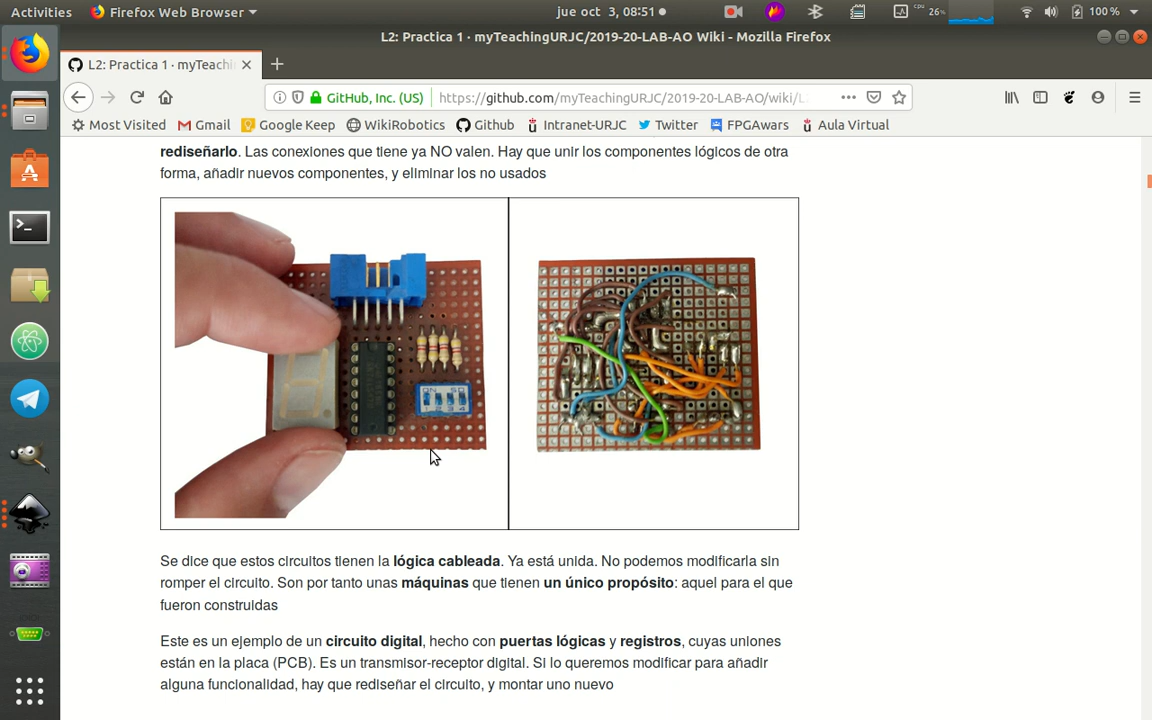 Activities
Firefox Web Browser
jue oct 3, 08:51
cpu
26%
100 %
L2: Practica 1 · myTeachingURJC/2019-20-LAB-AO Wiki - Mozilla Firefox
L2: Practica 1 · myTeachi
GitHub, Inc. (US)
https://github.com/myTeachingURJC/2019-20-LAB-AO/wiki/L
Most Visited
Gmail
Google Keep
WikiRobotics
Github
Intranet-URJC
Twitter
FPGAwars
Aula Virtual
rediseñarlo. Las conexiones que tiene ya NO valen. Hay que unir los componentes lógicos de otra
forma, añadir nuevos componentes, y eliminar los no usados
1 2 3 4
Se dice que estos circuitos tienen la lógica cableada. Ya está unida. No podemos modificarla sin
romper el circuito. Son por tanto unas máquinas que tienen un único propósito: aquel para el que
fueron construidas
Este es un ejemplo de un circuito digital, hecho con puertas lógicas y registros, cuyas uniones
están en la placa (PCB). Es un transmisor-receptor digital. Si lo queremos modificar para añadir
alguna funcionalidad, hay que rediseñar el circuito, y montar uno nuevo